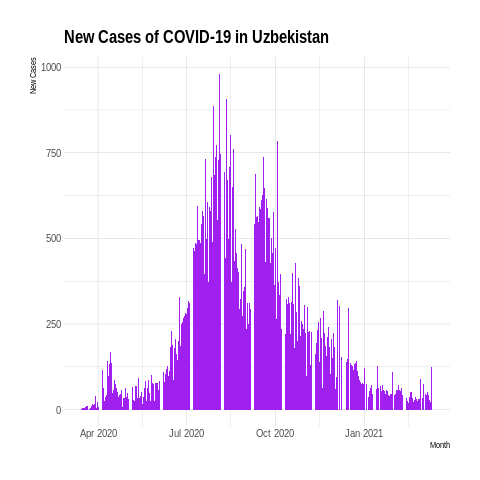 New Cases of COVID-19 in Uzbekistan
New Cases
1000
750
500
250
0
Apr 2020
Jul 2020
Oct 2020
Jan 2021
Month